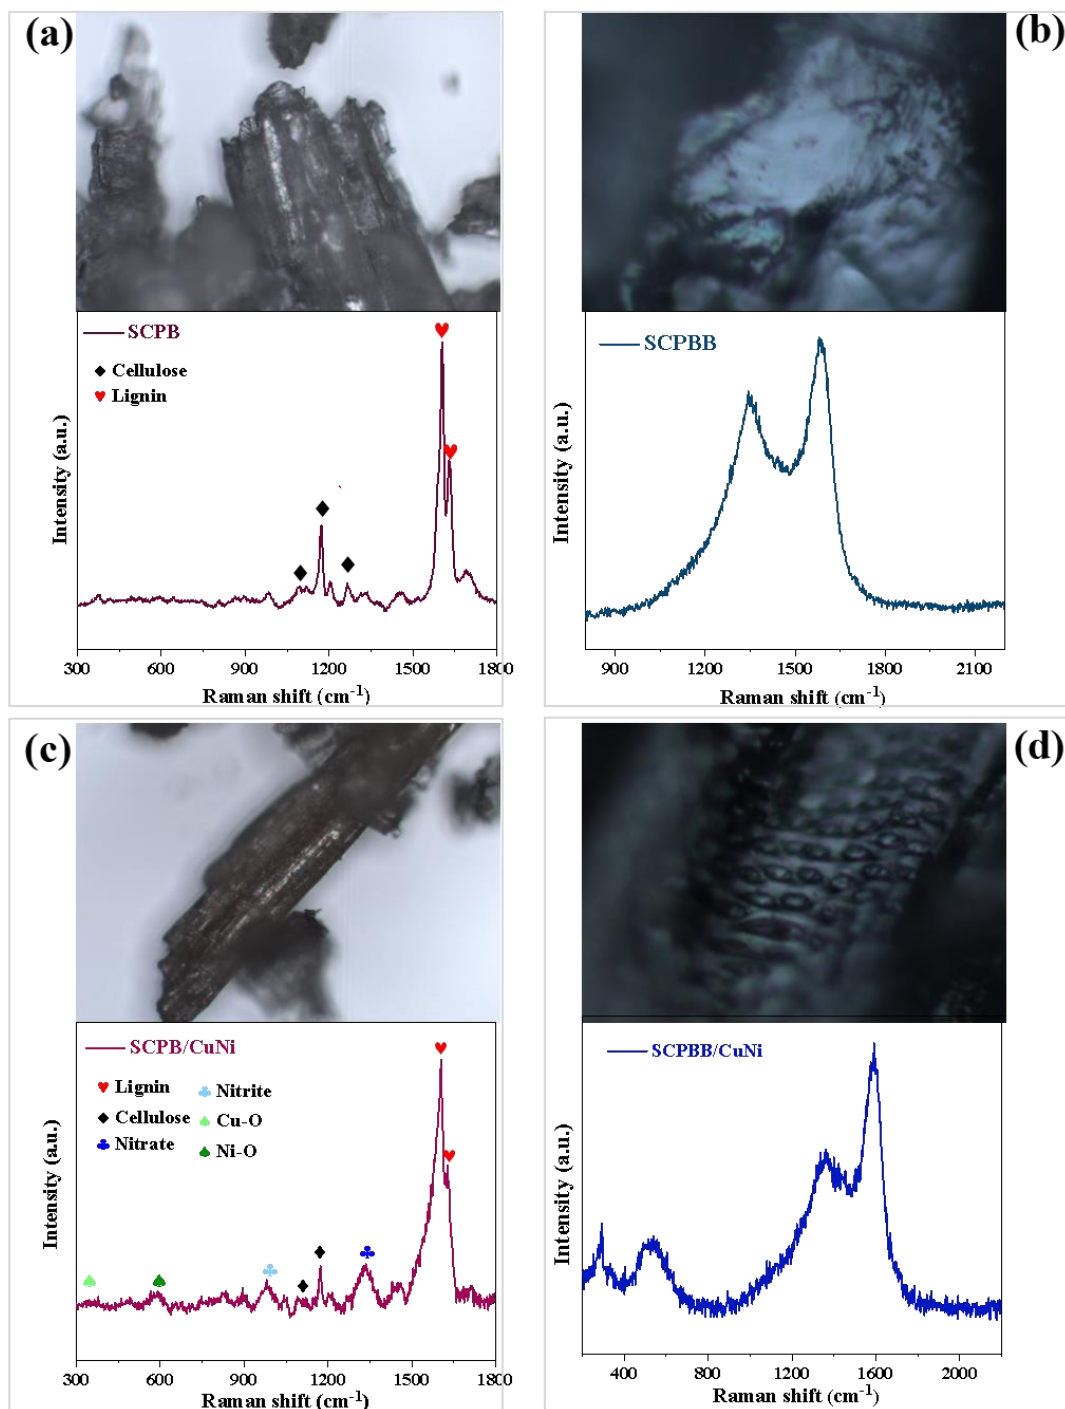 (a)
SCPB
◆ Cellulose
♥ Lignin
Intensity (a.u.)
300 600 900 1200 1500 1800
Raman shift (cm⁻¹)
(b)
SCPBB
Intensity (a.u.)
900 1200 1500 1800 2100
Raman shift (cm⁻¹)
(c)
SCPB/CuNi
♥ Lignin
◆ Cellulose
♣ Nitrate
♣ Nitrite
♠ Cu-O
♠ Ni-O
Intensity (a.u.)
300 600 900 1200 1500 1800
Raman shift (cm⁻¹)
(d)
SCPBB/CuNi
Intensity (a.u.)
400 800 1200 1600 2000
Raman shift (cm⁻¹)